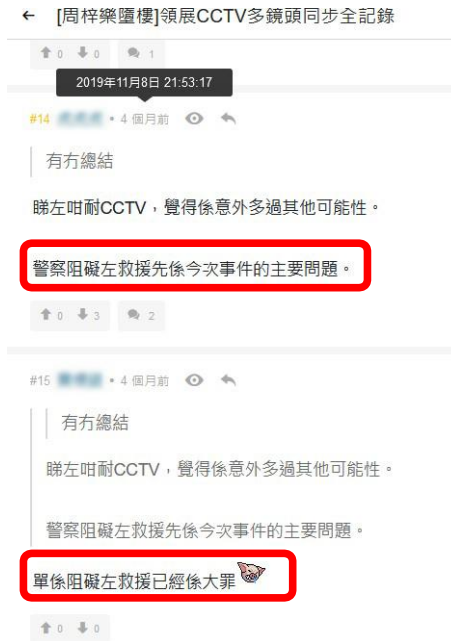 [周梓樂墮樓]領展CCTV多鏡頭同步全記錄
0 0 1
2019年11月8日 21:53:17
#14 • 4 個月前
有冇總結
睇左咁耐CCTV，覺得係意外多過其他可能性。
警察阻礙左救援先係今次事件的主要問題。
0 3 2
#15 • 4 個月前
有冇總結
睇左咁耐CCTV，覺得係意外多過其他可能性。
警察阻礙左救援先係今次事件的主要問題。
單係阻礙左救援已經係大罪
0 0